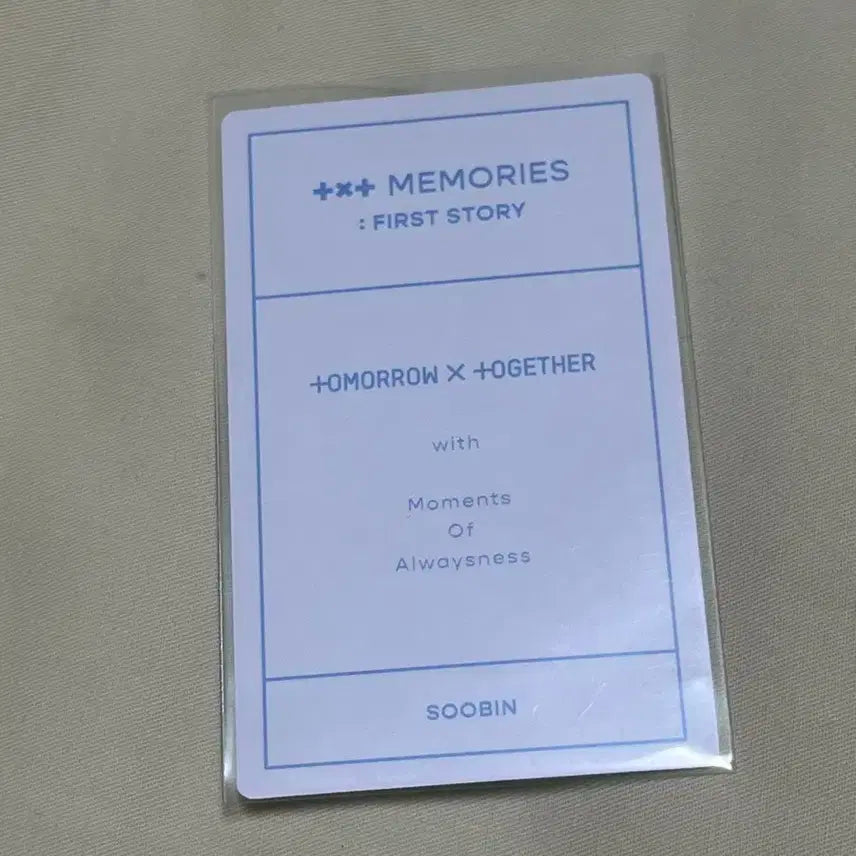 +×+ MEMORIES
: FIRST STORY
+OMORROW × +OGETHER
with
Moments
Of
Alwaysness
SOOBIN